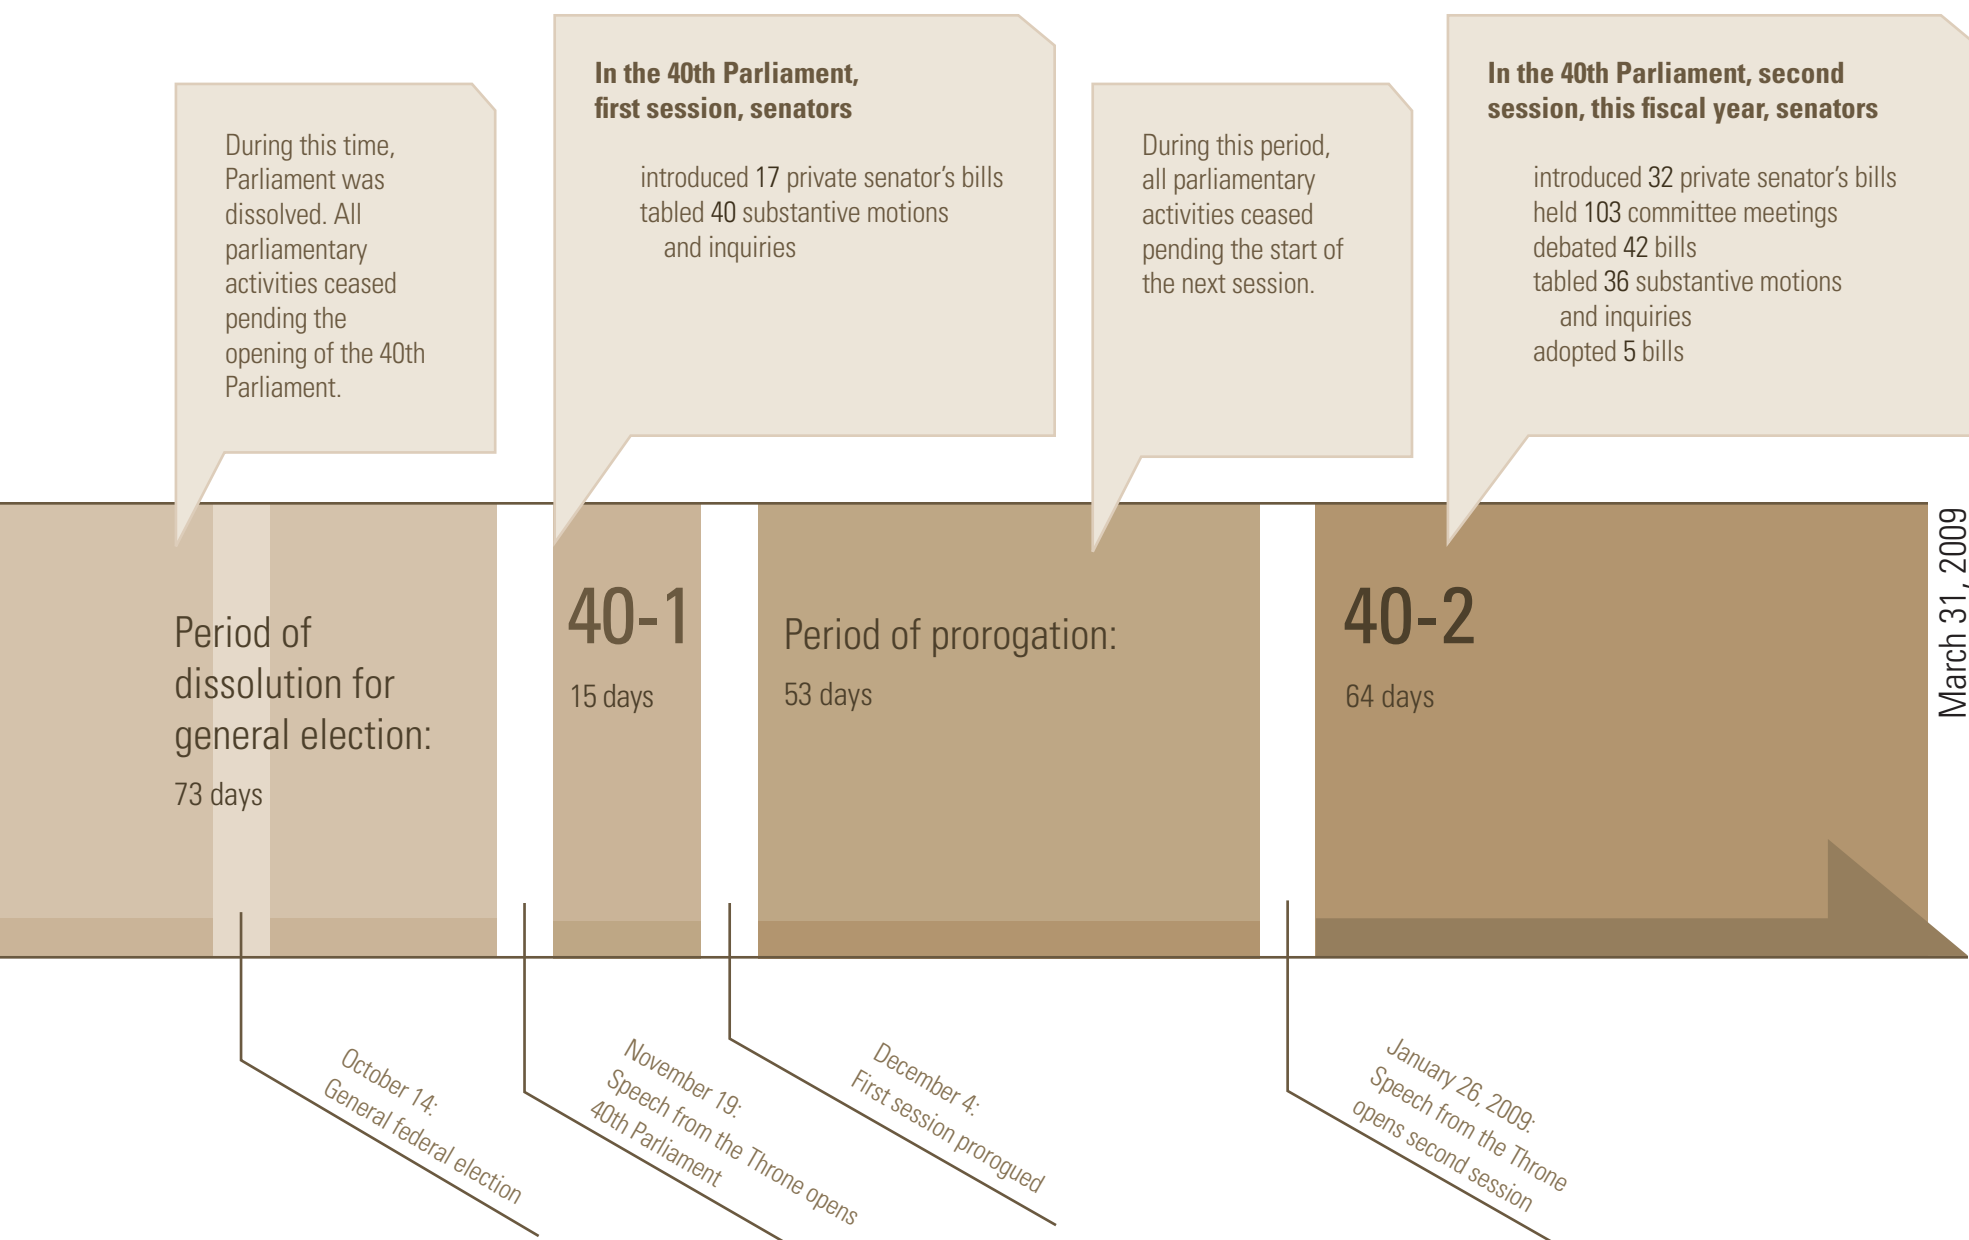 During this time,
Parliament was
dissolved. All
parliamentary
activities ceased
pending the
opening of the 40th
Parliament.
In the 40th Parliament,
first session, senators
introduced 17 private senator's bills
tabled 40 substantive motions
and inquiries
During this period,
all parliamentary
activities ceased
pending the start of
the next session.
In the 40th Parliament, second
session, this fiscal year, senators
introduced 32 private senator's bills
held 103 committee meetings
debated 42 bills
tabled 36 substantive motions
and inquiries
adopted 5 bills
Period of
dissolution for
general election:
73 days
40-1
15 days
Period of prorogation:
53 days
40-2
64 days
March 31, 2009
October 14:
General federal election
November 19:
Speech from the Throne opens
40th Parliament
December 4:
First session prorogued
January 26, 2009:
Speech from the Throne
opens second session